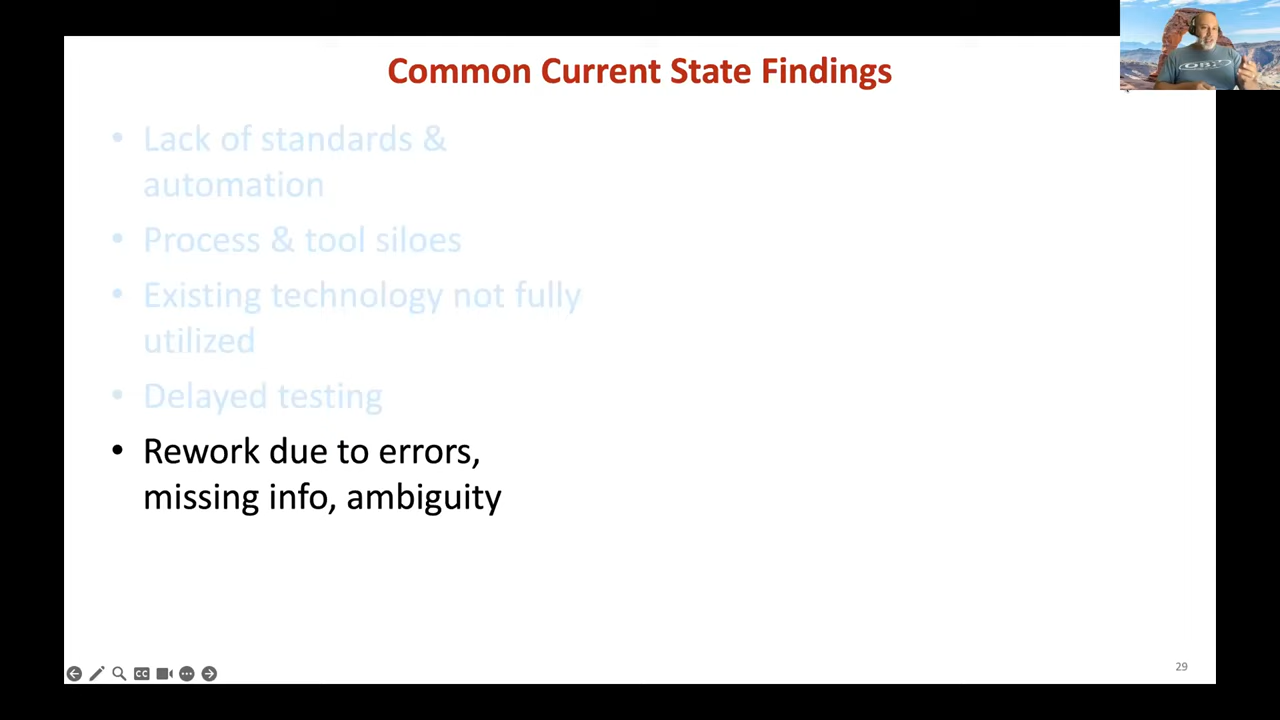 Common Current State Findings
• Lack of standards &
automation
• Process & tool siloes
• Existing technology not fully
utilized
• Delayed testing
• Rework due to errors,
missing info, ambiguity
CC
29